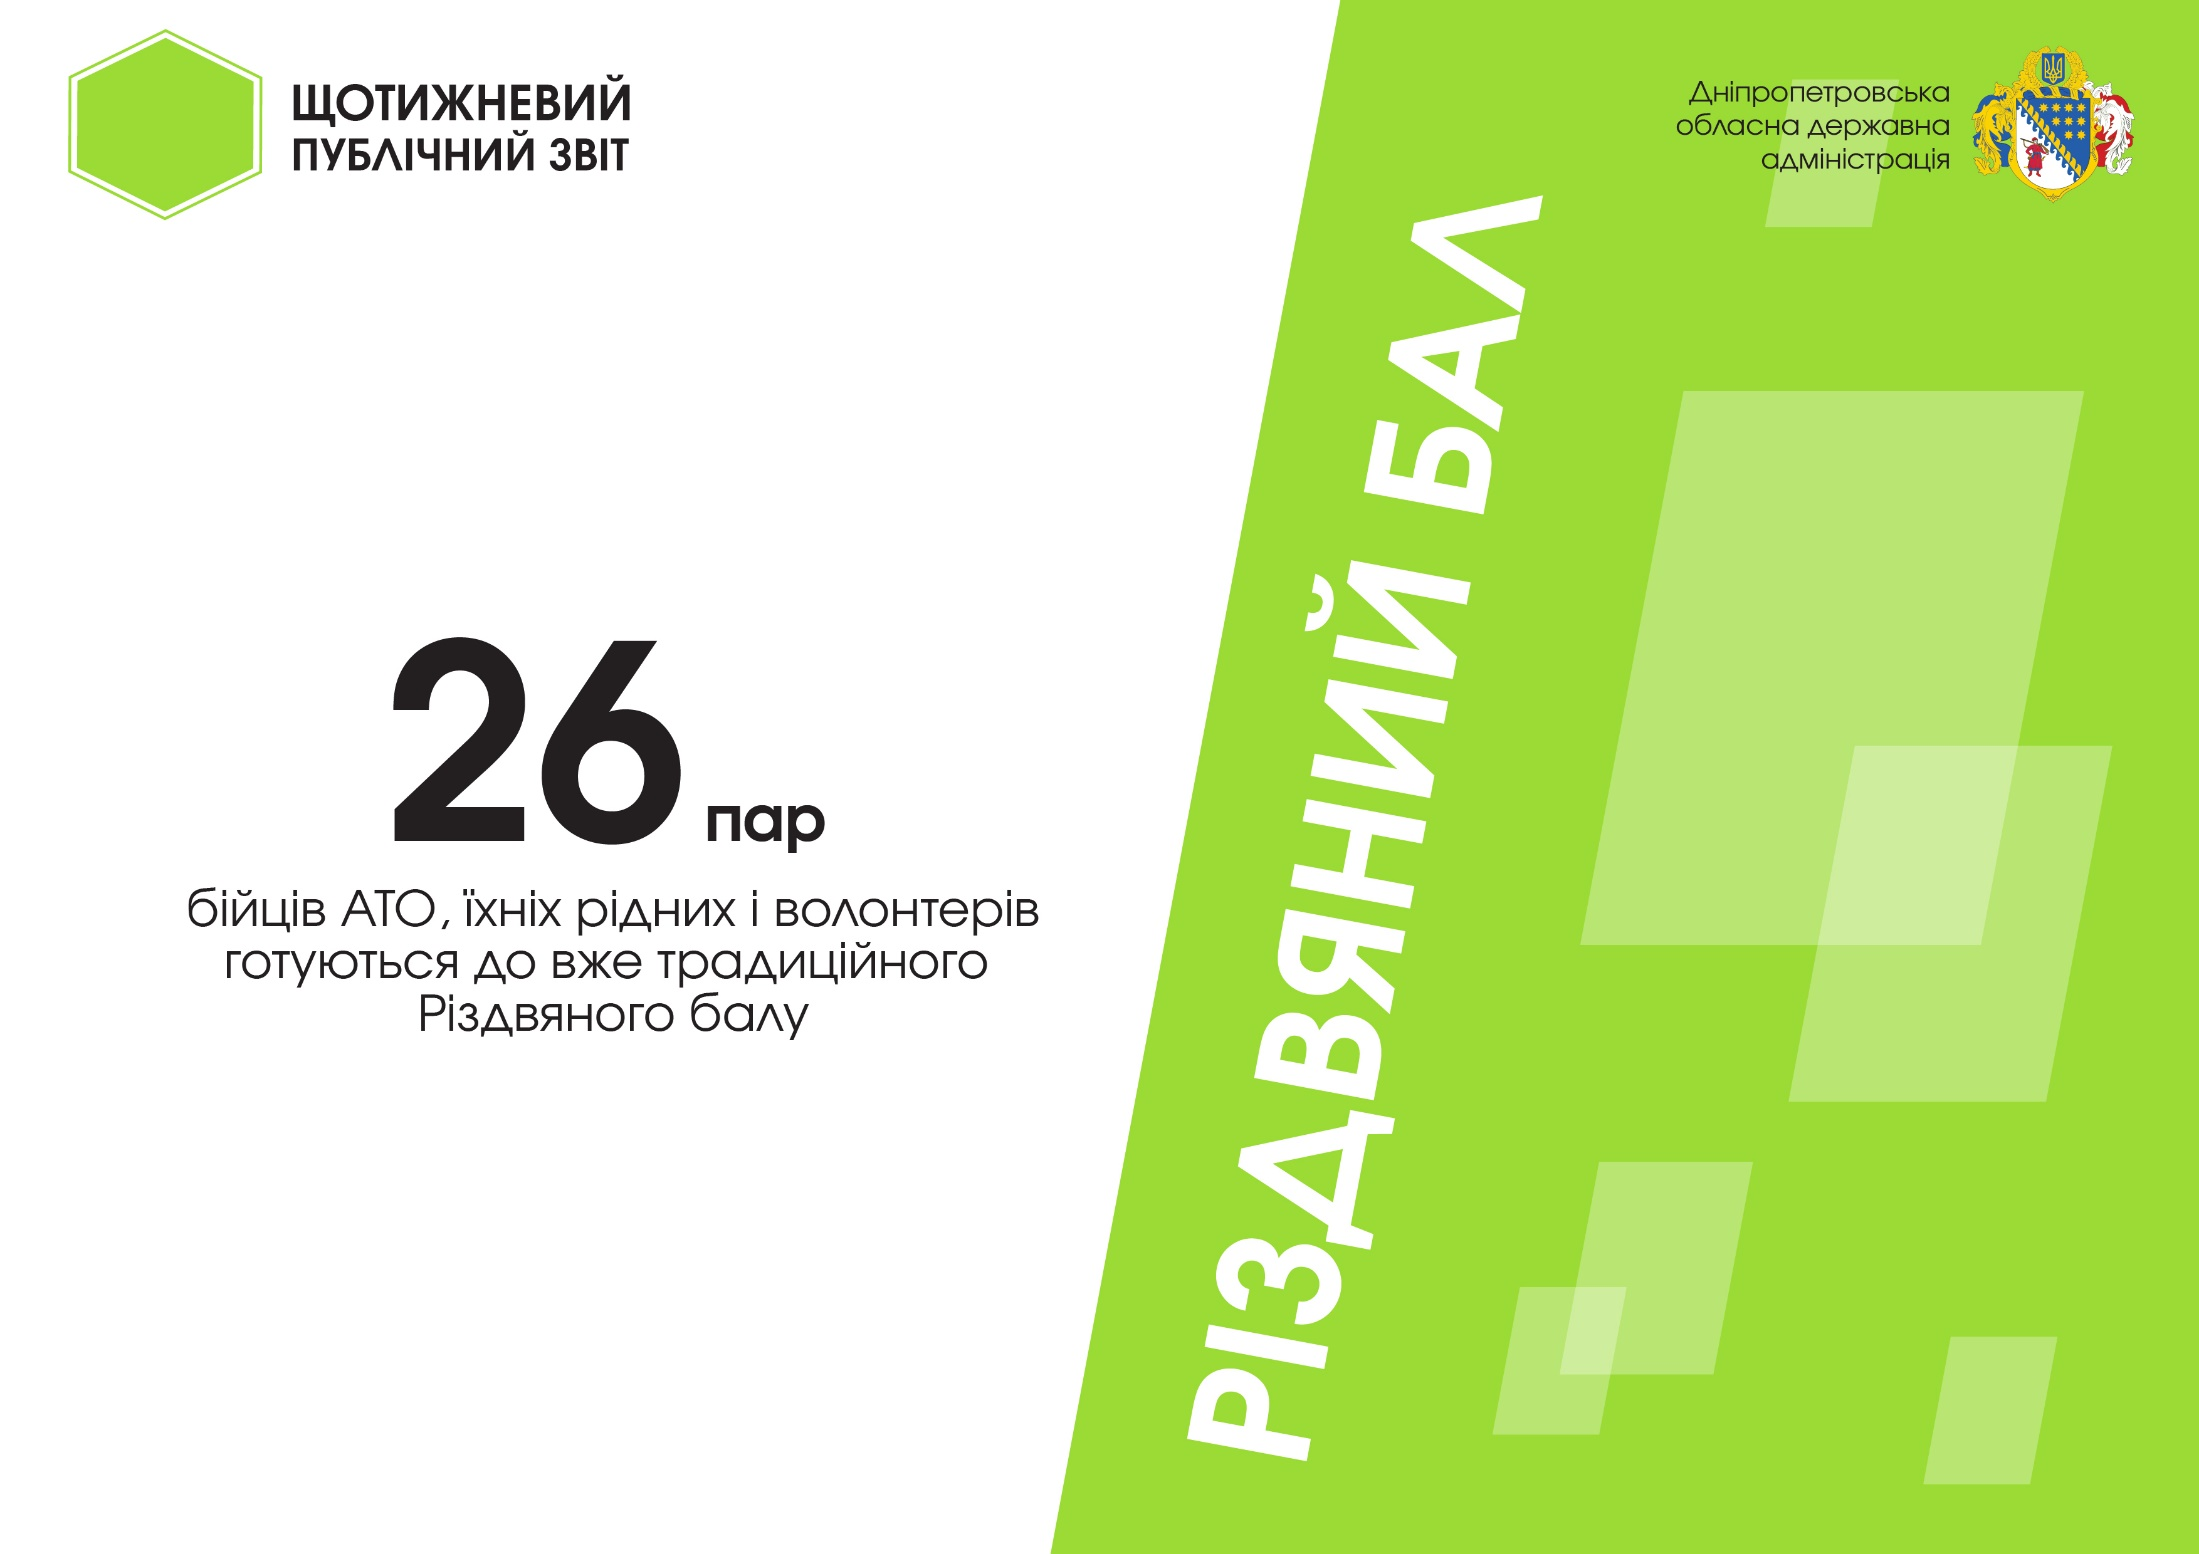 ЩОТИЖНЕВИЙ
ПУБЛІЧНИЙ ЗВІТ
Дніпропетровська
обласна державна
адміністрація
26 пар
бійців АТО, їхніх рідних і волонтерів
готуються до вже традиційного
Різдвяного балу
РІЗДВЯНИЙ БАЛ